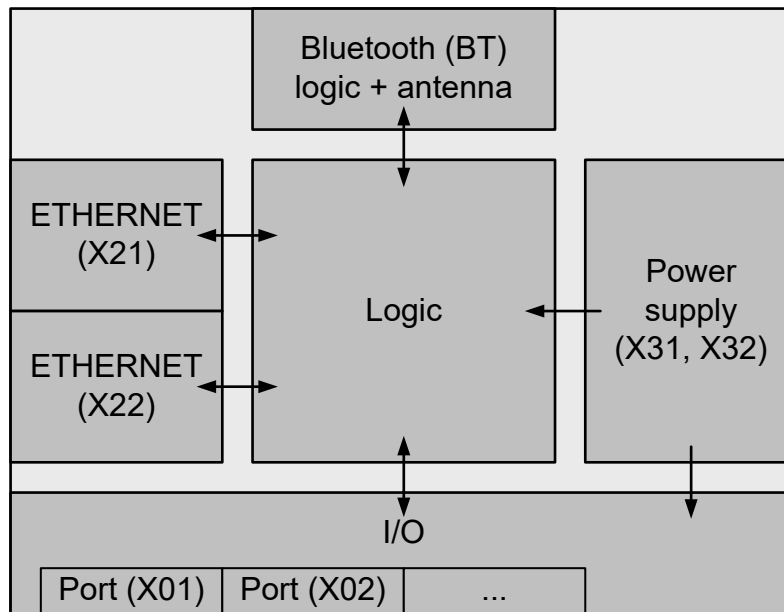 Bluetooth (BT)
logic + antenna
ETHERNET
(X21)
Logic
Power
supply
(X31, X32)
ETHERNET
(X22)
I/O
Port (X01)
Port (X02)
...